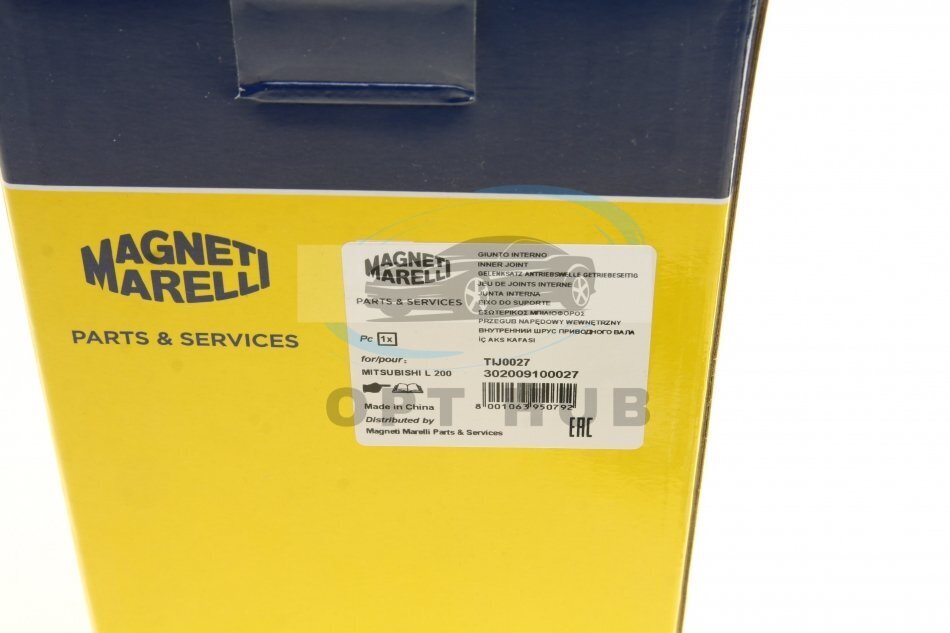 MAGNETI
MARELLI
PARTS & SERVICES
MAGNETI
MARELLI
PARTS & SERVICES
Pc 1x
for/pour:
MITSUBISHI L 200
Made in China
Distributed by
Magneti Marelli Parts & Services
GIUNTO INTERNO
INNER JOINT
GELENKSATZ ANTRIEBSWELLE GETRIEBESEITIG
JEU DE JOINTS INTERNE
JUNTA INTERNA
EIXO DO SUPORTE
ΕΣΩΤΕΡΙΚΟΣ ΜΠΙΛΙΟΦΟΡΟΣ
PRZEGUB NAPĘDOWY WEWNĘTRZNY
ВНУТРЕННИЙ ШРУС ПРИВОДНОГО ВАЛА
İÇ AKS KAFASI
TIJ0027
302009100027
8 001063 950792
EAC
OPT HUB